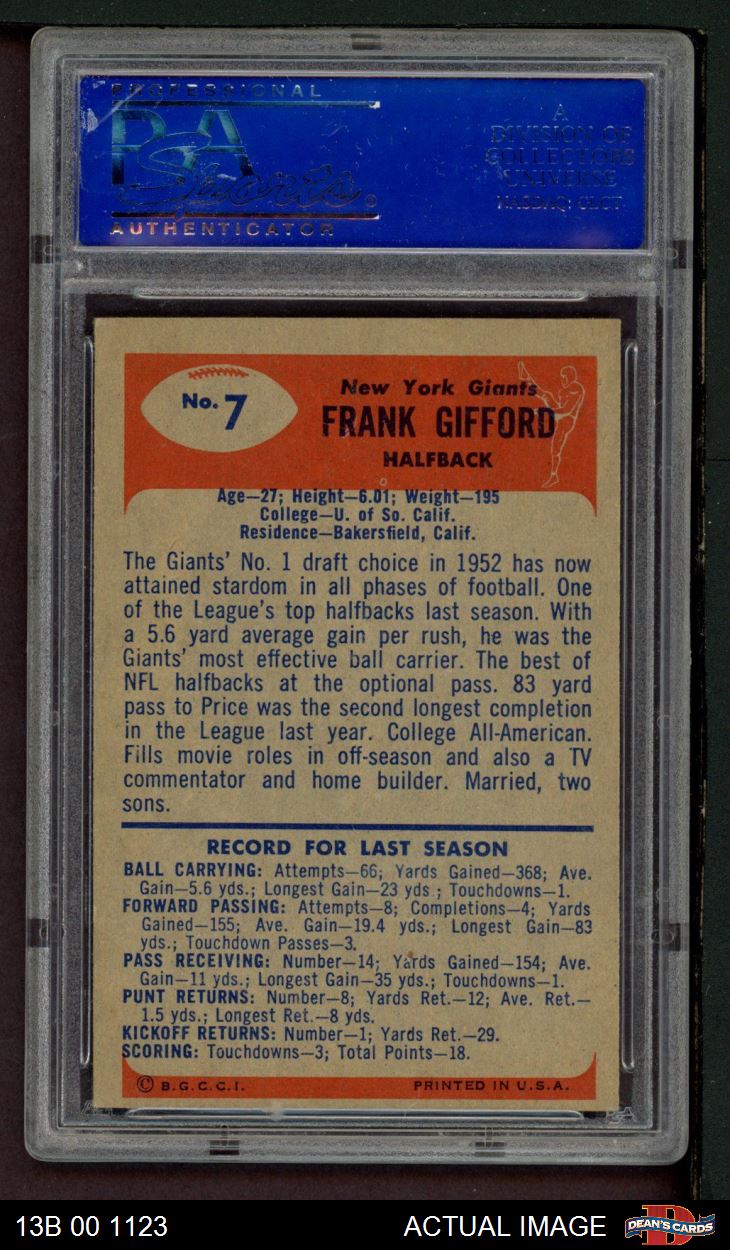 PROFESSIONAL
PSA
Sports
AUTHENTICATOR
A
DIVISION OF
COLLECTORS
UNIVERSE
NASDAQ: CLCT
No. 7
New York Giants
FRANK GIFFORD
HALFBACK
Age—27; Height—6.01; Weight—195
College—U. of So. Calif.
Residence—Bakersfield, Calif.
The Giants' No. 1 draft choice in 1952 has now
attained stardom in all phases of football. One
of the League's top halfbacks last season. With
a 5.6 yard average gain per rush, he was the
Giants' most effective ball carrier. The best of
NFL halfbacks at the optional pass. 83 yard
pass to Price was the second longest completion
in the League last year. College All-American.
Fills movie roles in off-season and also a TV
commentator and home builder. Married, two
sons.
RECORD FOR LAST SEASON
BALL CARRYING: Attempts—66; Yards Gained—368; Ave.
Gain—5.6 yds.; Longest Gain—23 yds.; Touchdowns—1.
FORWARD PASSING: Attempts—8; Completions—4; Yards
Gained—155; Ave. Gain—19.4 yds.; Longest Gain—83
yds.; Touchdown Passes—3.
PASS RECEIVING: Number—14; Yards Gained—154; Ave.
Gain—11 yds.; Longest Gain—35 yds.; Touchdowns—1.
PUNT RETURNS: Number—8; Yards Ret.—12; Ave. Ret.—
1.5 yds.; Longest Ret.—8 yds.
KICKOFF RETURNS: Number—1; Yards Ret.—29.
SCORING: Touchdowns—3; Total Points—18.
© B.G.C.C.I.
PRINTED IN U.S.A.
13B 00 1123
ACTUAL IMAGE
DEAN'S CARDS